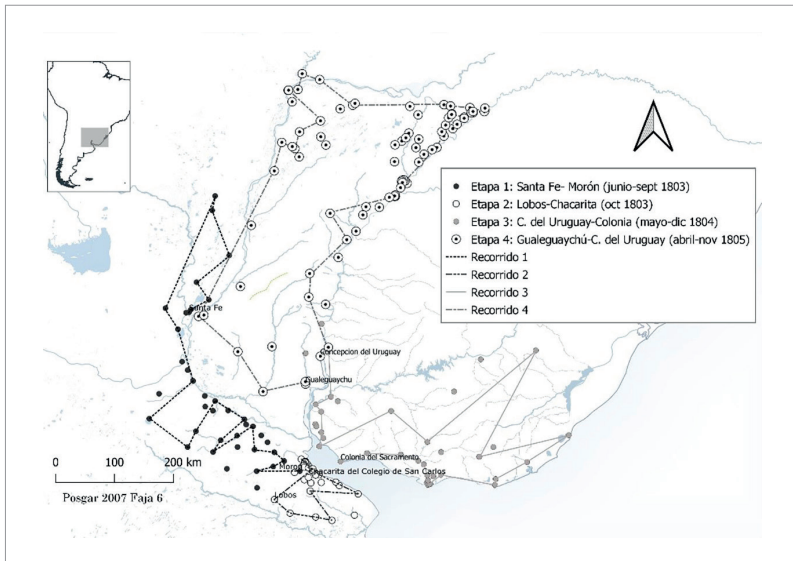 Etapa 1: Santa Fe- Morón (junio-sept 1803)
Etapa 2: Lobos-Chacarita (oct 1803)
Etapa 3: C. del Uruguay-Colonia (mayo-dic 1804)
Etapa 4: Gualeguaychú-C. del Uruguay (abril-nov 1805)
Recorrido 1
Recorrido 2
Recorrido 3
Recorrido 4
Santa Fe
Concepcion del Uruguay
Gualeguaychu
Colonia del Sacramento
Morón
Chacarita del Colegio de San Carlos
Lobos
0 100 200 km
Posgar 2007 Faja 6